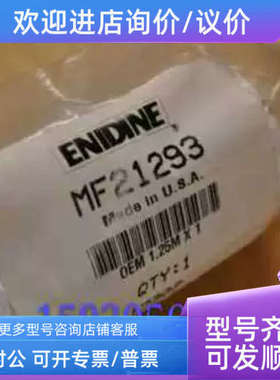 欢迎进店询价/议价
ENIDINE
MF21293
Made in U.S.A.
OEM 1.25M X 1
QTY:1
更多型号咨询店铺客服
对公 可开专票/普票
型号齐
可发顺